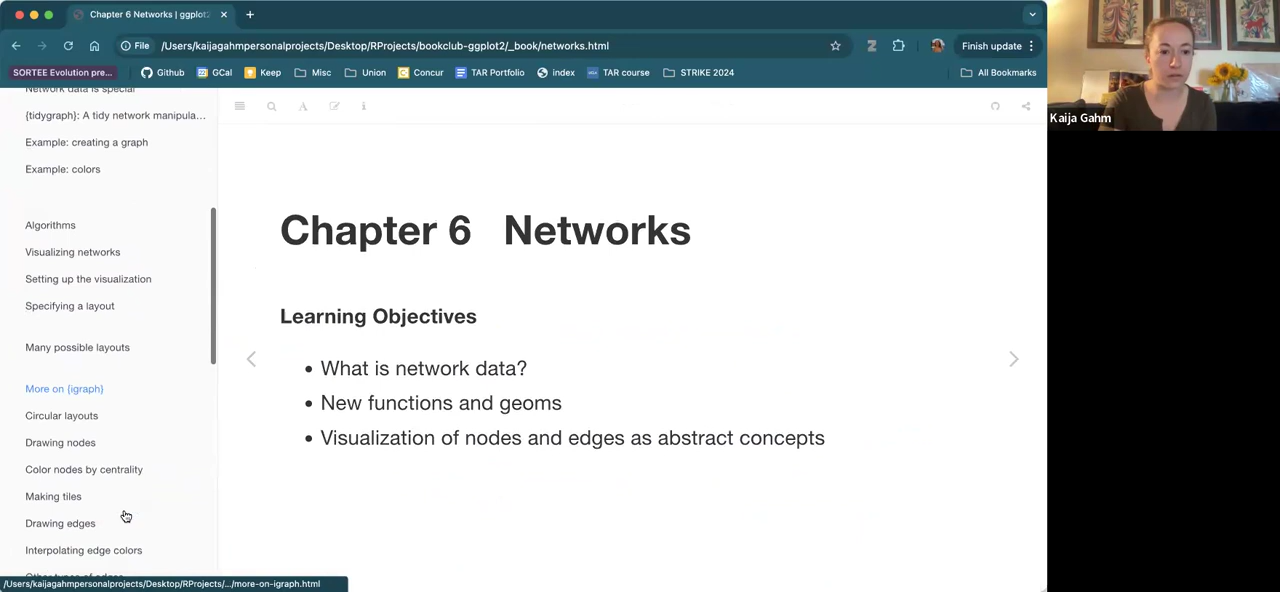 Chapter 6 Networks | ggplot2
File /Users/kaijagahmpersonalprojects/Desktop/RProjects/bookclub-ggplot2/_book/networks.html
Finish update
SORTEE Evolution pre... Github GCal Keep Misc Union Concur TAR Portfolio index TAR course STRIKE 2024 All Bookmarks
Network data is special
{tidygraph}: A tidy network manipula...
Example: creating a graph
Example: colors
Algorithms
Visualizing networks
Setting up the visualization
Specifying a layout
Many possible layouts
More on {igraph}
Circular layouts
Drawing nodes
Color nodes by centrality
Making tiles
Drawing edges
Interpolating edge colors
Other types of edges
/Users/kaijagahmpersonalprojects/Desktop/RProjects/.../more-on-igraph.html
Chapter 6 Networks
Learning Objectives
• What is network data?
• New functions and geoms
• Visualization of nodes and edges as abstract concepts
Kaija Gahm